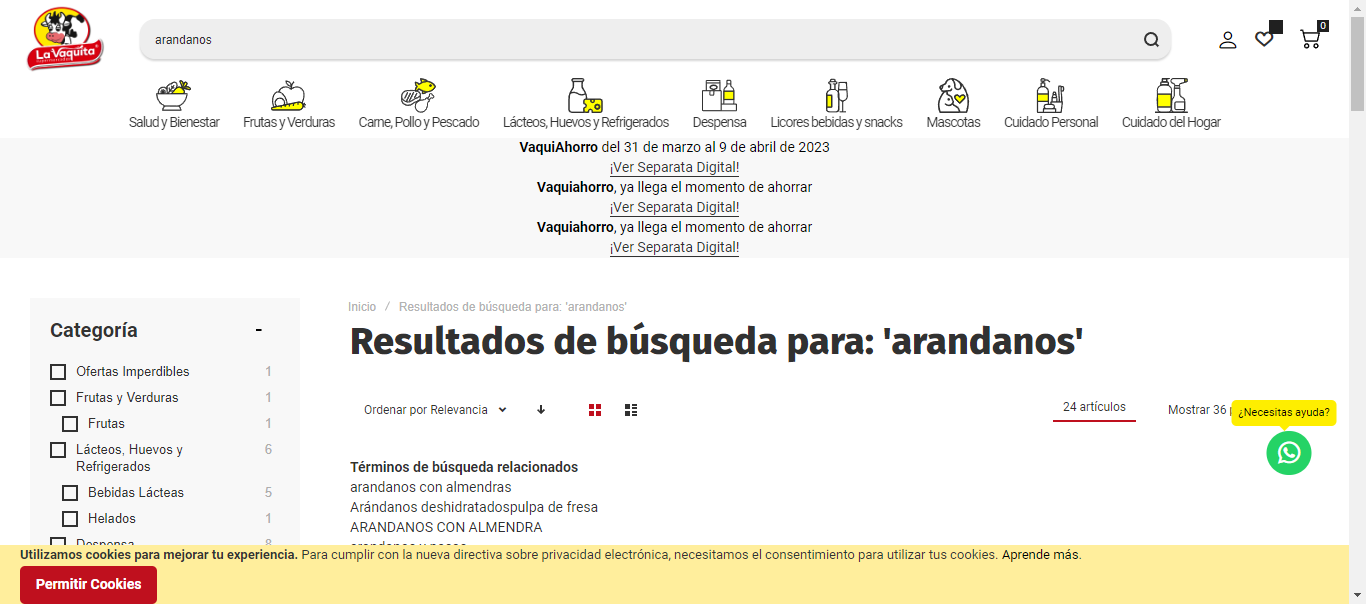 La Vaquita
arandanos
0
Salud y Bienestar
Frutas y Verduras
Carne, Pollo y Pescado
Lácteos, Huevos y Refrigerados
Despensa
Licores bebidas y snacks
Mascotas
Cuidado Personal
Cuidado del Hogar
VaquiAhorro del 31 de marzo al 9 de abril de 2023
¡Ver Separata Digital!
Vaquiahorro, ya llega el momento de ahorrar
¡Ver Separata Digital!
Vaquiahorro, ya llega el momento de ahorrar
¡Ver Separata Digital!
Categoría -
Ofertas Imperdibles 1
Frutas y Verduras 1
Frutas 1
Lácteos, Huevos y 6
Refrigerados
Bebidas Lácteas 5
Helados 1
Despensa 8
Inicio / Resultados de búsqueda para: 'arandanos'
Resultados de búsqueda para: 'arandanos'
Ordenar por Relevancia
24 artículos
Mostrar 36
¿Necesitas ayuda?
Términos de búsqueda relacionados
arandanos con almendras
Arándanos deshidratadospulpa de fresa
ARANDANOS CON ALMENDRA
Utilizamos cookies para mejorar tu experiencia. Para cumplir con la nueva directiva sobre privacidad electrónica, necesitamos el consentimiento para utilizar tus cookies. Aprende más.
Permitir Cookies